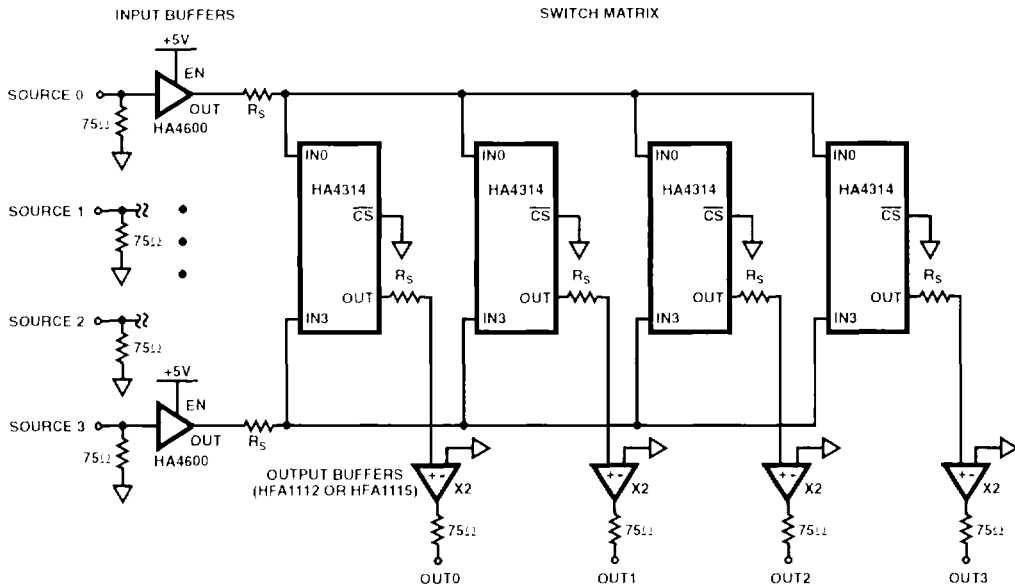 INPUT BUFFERS
SWITCH MATRIX
+5V
EN
SOURCE 0
OUT
RS
75Ω
HA4600
IN0
IN0
IN0
IN0
HA4314
HA4314
HA4314
HA4314
SOURCE 1
CS
CS
CS
CS
75Ω
RS
RS
RS
RS
OUT
OUT
OUT
OUT
SOURCE 2
IN3
IN3
IN3
IN3
75Ω
+5V
EN
SOURCE 3
OUT
RS
75Ω
HA4600
OUTPUT BUFFERS
(HFA1112 OR HFA1115)
+ -
X2
+ -
X2
+ -
X2
+ -
X2
75Ω
75Ω
75Ω
75Ω
OUT0
OUT1
OUT2
OUT3